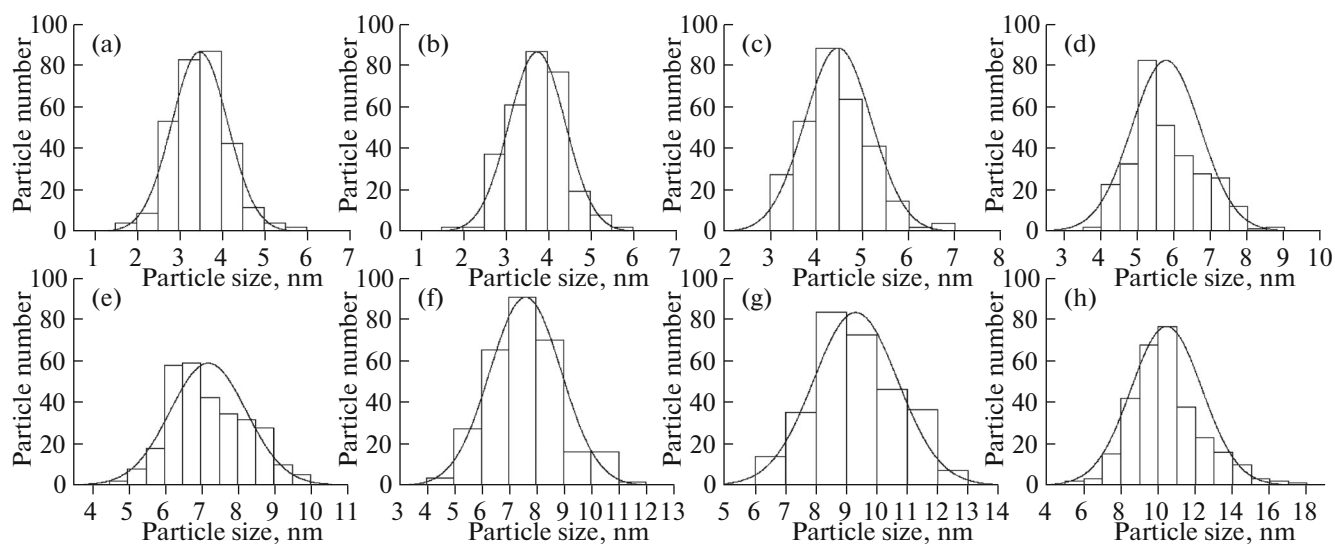 100 (a) 100 (b) 100 (c) 100 (d)
80 80 80 80
60 60 60 60
40 40 40 40
20 20 20 20
0 0 0 0
Particle number Particle number Particle number Particle number
1 2 3 4 5 6 7 1 2 3 4 5 6 7 2 3 4 5 6 7 8 3 4 5 6 7 8 9 10
Particle size, nm Particle size, nm Particle size, nm Particle size, nm
100 (e) 100 (f) 100 (g) 100 (h)
80 80 80 80
60 60 60 60
40 40 40 40
20 20 20 20
0 0 0 0
Particle number Particle number Particle number Particle number
4 5 6 7 8 9 10 11 3 4 5 6 7 8 9 10 11 12 13 5 6 7 8 9 10 11 12 13 14 4 6 8 10 12 14 16 18
Particle size, nm Particle size, nm Particle size, nm Particle size, nm